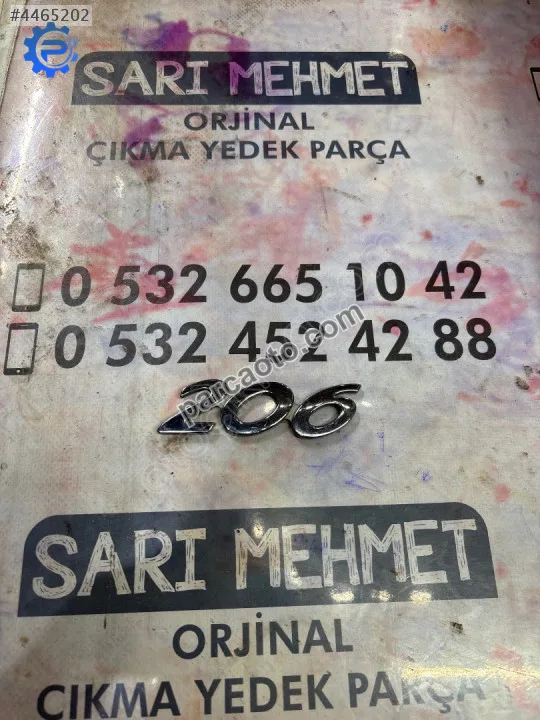 #4465202
SARI MEHMET
ORJİNAL
ÇIKMA YEDEK PARÇA
0 532 665 10 42
0 532 452 42 88
parcaoto.com
206
SARI MEHMET
ORJİNAL
ÇIKMA YEDEK PARÇA